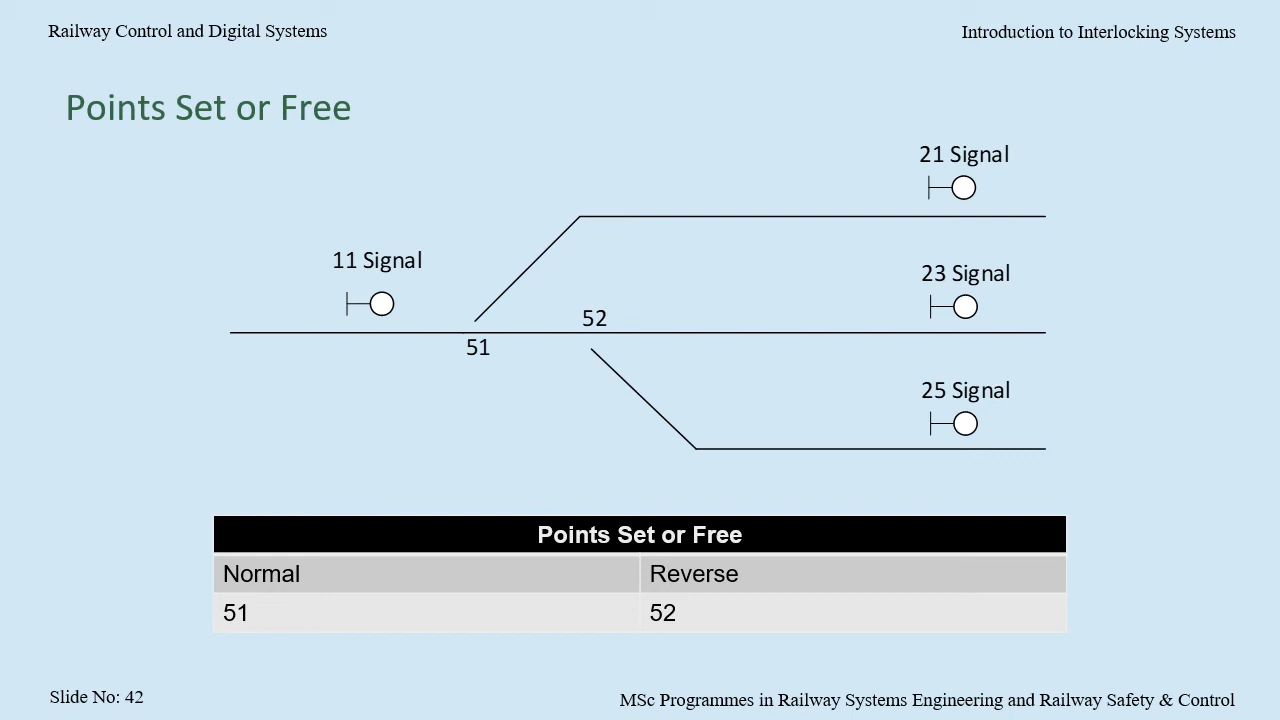 Railway Control and Digital Systems
Introduction to Interlocking Systems
Points Set or Free
21 Signal
11 Signal
23 Signal
52
51
25 Signal
Points Set or Free
Normal
Reverse
51
52
Slide No: 42
MSc Programmes in Railway Systems Engineering and Railway Safety & Control